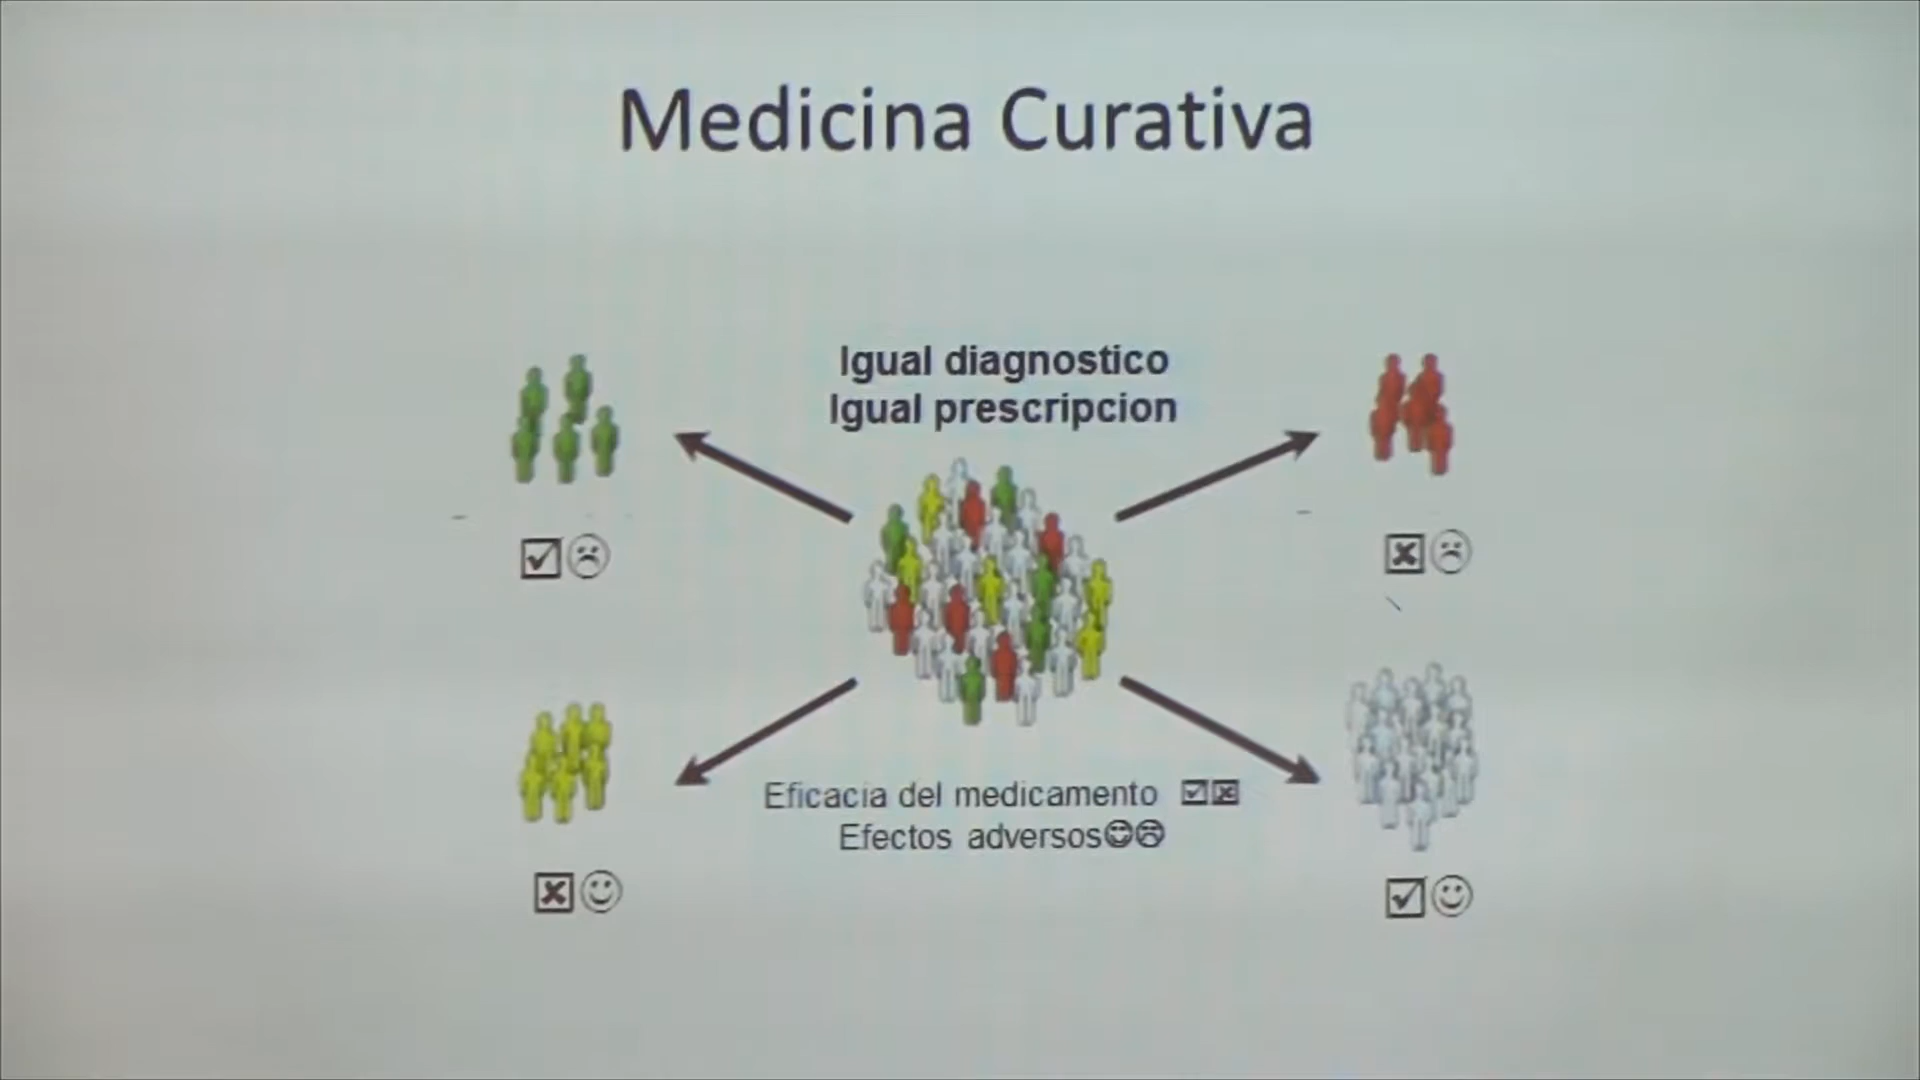 Medicina Curativa
Igual diagnostico
Igual prescripcion
Eficacia del medicamento
Efectos adversos